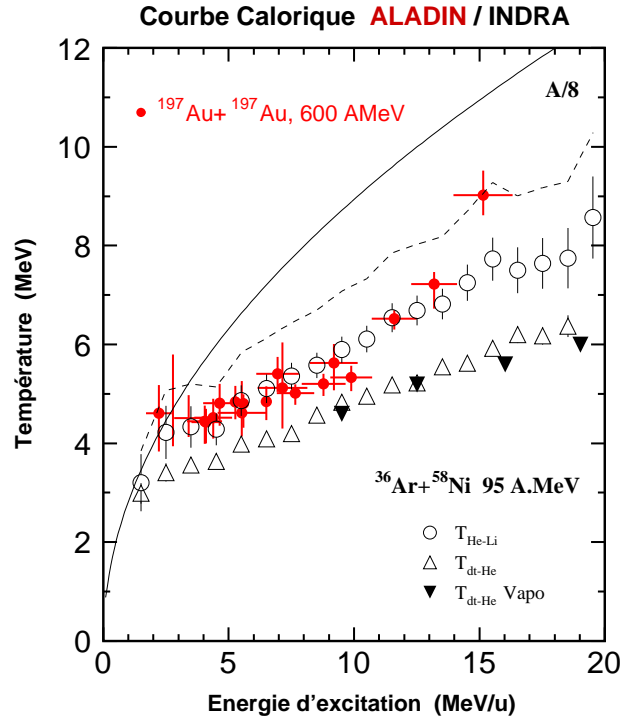 Courbe Calorique ALADIN / INDRA
12
10
8
6
4
2
0
Température (MeV)
A/8
197Au+ 197Au, 600 AMeV
36Ar+58Ni 95 A.MeV
THe-Li
Tdt-He
Tdt-He Vapo
0 5 10 15 20
Energie d'excitation (MeV/u)